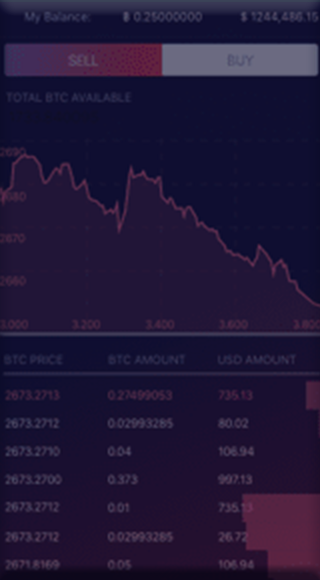 My Balance: ฿ 0.25000000 $ 1244,486.15
SELL BUY
TOTAL BTC AVAILABLE
2690
2680
2670
2660
3.000 3.200 3.400 3.600 3.800
BTC PRICE BTC AMOUNT USD AMOUNT
2673.2713 0.27499053 735.13
2673.2712 0.02993285 80.02
2673.2710 0.04 106.94
2673.2700 0.373 997.13
2673.2712 0.01 735.13
2673.2712 0.02993285 26.72
2671.8169 0.05 106.94